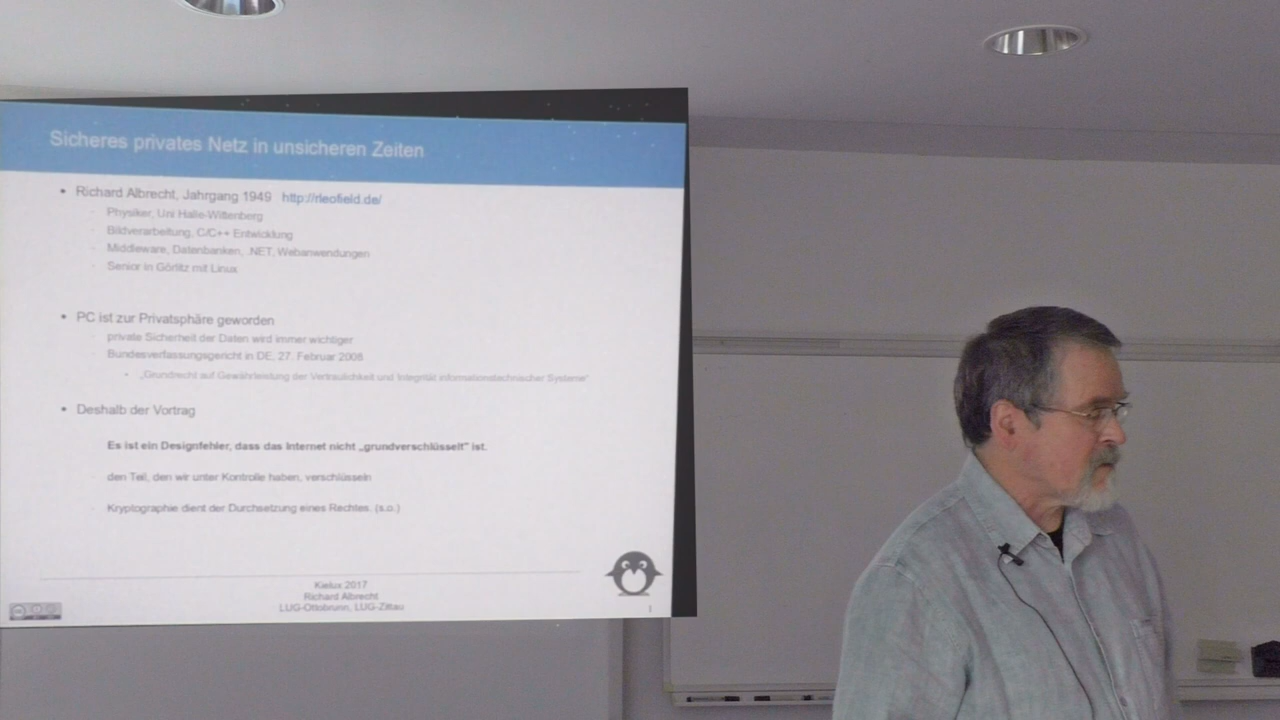 Sicheres privates Netz in unsicheren Zeiten
• Richard Albrecht, Jahrgang 1949 http://rleofield.de/
Physiker, Uni Halle-Wittenberg
Bildverarbeitung, C/C++ Entwicklung
Middleware, Datenbanken, .NET, Webanwendungen
Senior in Görlitz mit Linux
• PC ist zur Privatsphäre geworden
private Sicherheit der Daten wird immer wichtiger
Bundesverfassungsgericht in DE, 27. Februar 2008
• „Grundrecht auf Gewährleistung der Vertraulichkeit und Integrität informationstechnischer Systeme"
• Deshalb der Vortrag
Es ist ein Designfehler, dass das Internet nicht „grundverschlüsselt" ist.
den Teil, den wir unter Kontrolle haben, verschlüsseln
Kryptographie dient der Durchsetzung eines Rechtes. (s.o.)
Kielux 2017
Richard Albrecht
LUG-Ottobrunn, LUG-Zittau
1